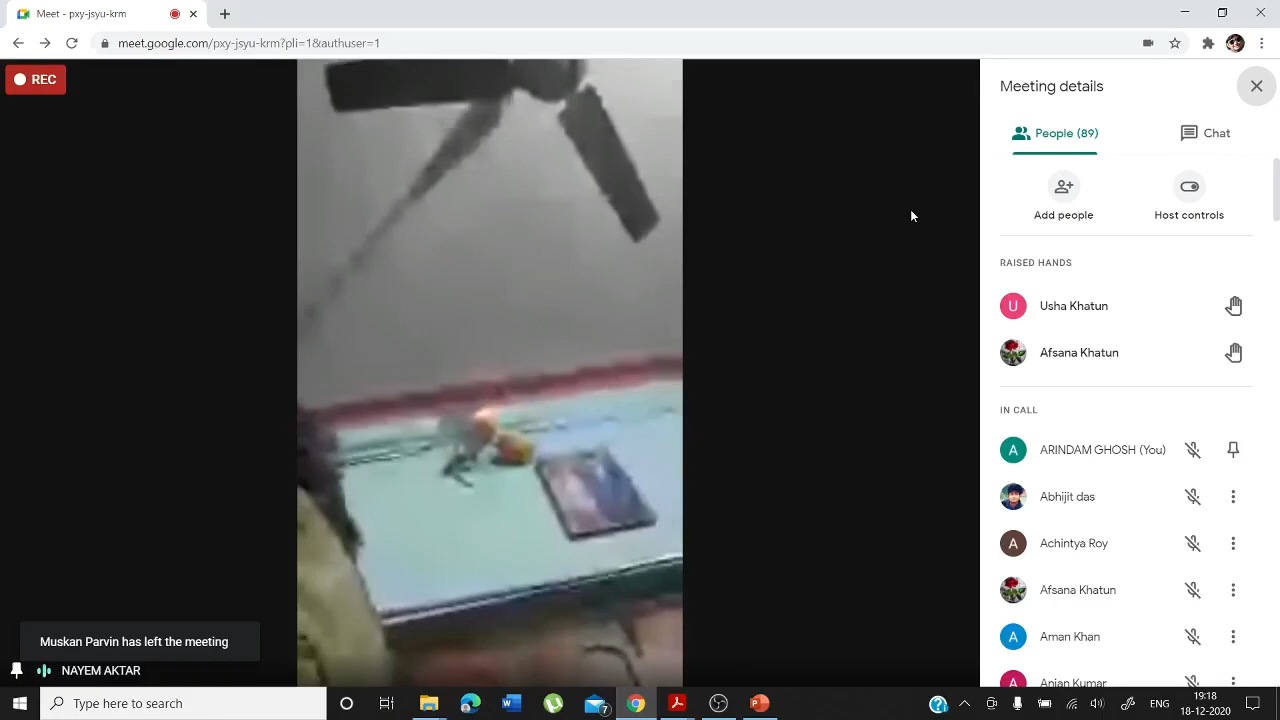 Meet - pxy-jsyu-krm
meet.google.com/pxy-jsyu-krm?pli=1&authuser=1
REC
Meeting details
People (89)
Chat
Add people
Host controls
RAISED HANDS
U
Usha Khatun
Afsana Khatun
IN CALL
A
ARINDAM GHOSH (You)
Abhijit das
A
Achintya Roy
Afsana Khatun
A
Aman Khan
A
Anjan Kumar
Muskan Parvin has left the meeting
NAYEM AKTAR
Type here to search
7
ENG
19:18
18-12-2020